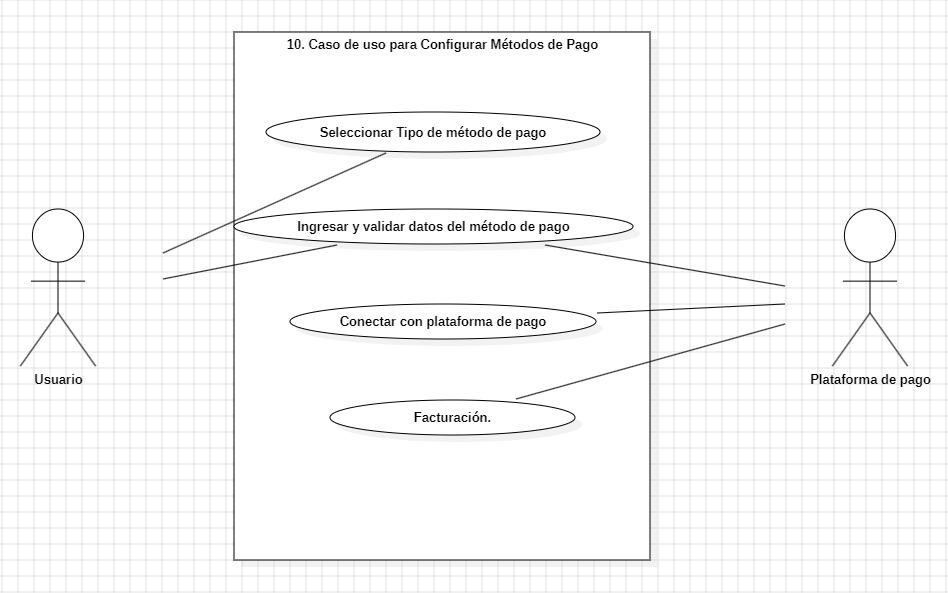 10. Caso de uso para Configurar Métodos de Pago
Seleccionar Tipo de método de pago
Ingresar y validar datos del método de pago
Conectar con plataforma de pago
Usuario
Plataforma de pago
Facturación.